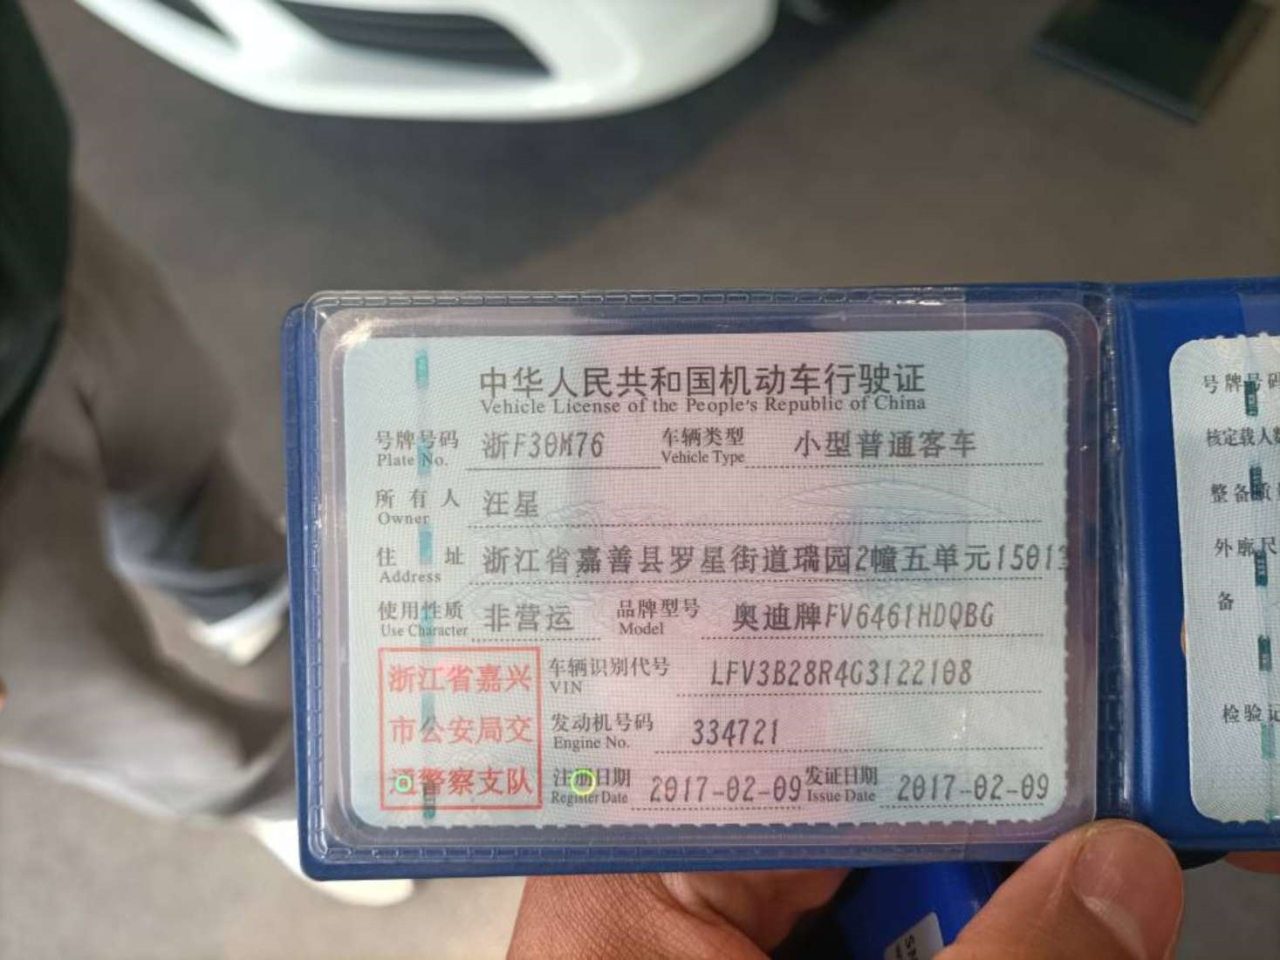 中华人民共和国机动车行驶证
Vehicle License of the People's Republic of China
号牌号码 浙F30M76 车辆类型 小型普通客车
Plate No. Vehicle Type
所有人 汪星
Owner
住址 浙江省嘉善县罗星街道瑞园2幢五单元1501
Address
使用性质 非营运 品牌型号 奥迪牌FV6461HDQBG
Use Character Model
浙江省嘉兴
市公安局交
通警察支队
车辆识别代号 LFV3B28R4G3122108
VIN
发动机号码 334721
Engine No.
注册日期 2017-02-09 发证日期 2017-02-09
Register Date Issue Date
号牌号码
核定载人
整备质
外廓尺
备
检验记